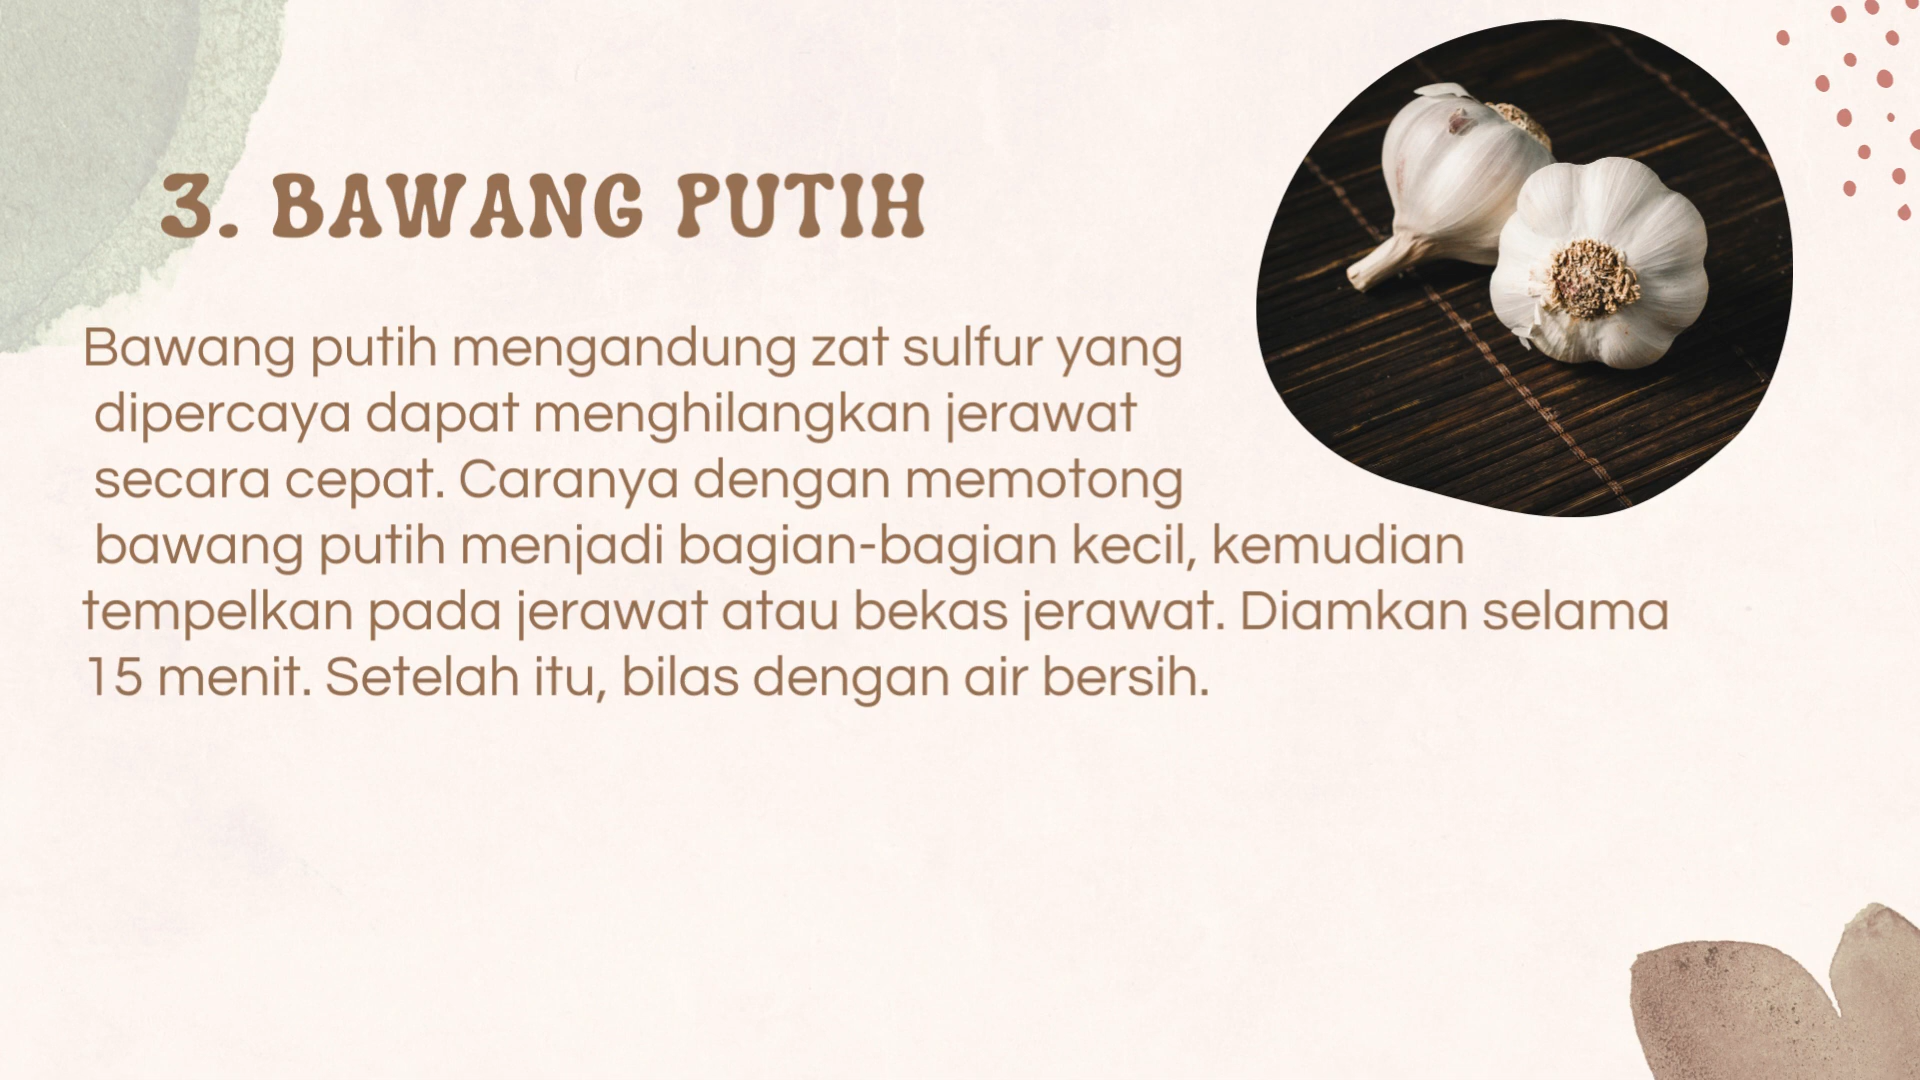 3. BAWANG PUTIH
Bawang putih mengandung zat sulfur yang
dipercaya dapat menghilangkan jerawat
secara cepat. Caranya dengan memotong
bawang putih menjadi bagian-bagian kecil, kemudian
tempelkan pada jerawat atau bekas jerawat. Diamkan selama
15 menit. Setelah itu, bilas dengan air bersih.